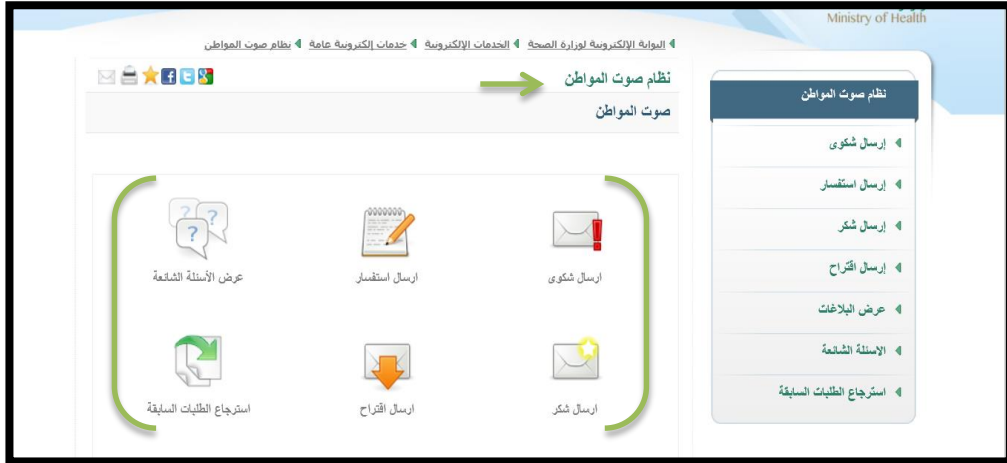 Ministry of Health
البوابة الإلكترونية لوزارة الصحة
الخدمات الإلكترونية
خدمات إلكترونية عامة
نظام صوت المواطن
نظام صوت المواطن
صوت المواطن
ارسال شكوى
ارسال استفسار
عرض الأسئلة الشائعة
ارسال شكر
ارسال اقتراح
استرجاع الطلبات السابقة
نظام صوت المواطن
إرسال شكوى
إرسال استفسار
إرسال شكر
إرسال اقتراح
عرض البلاغات
الاسئلة الشائعة
استرجاع الطلبات السابقة